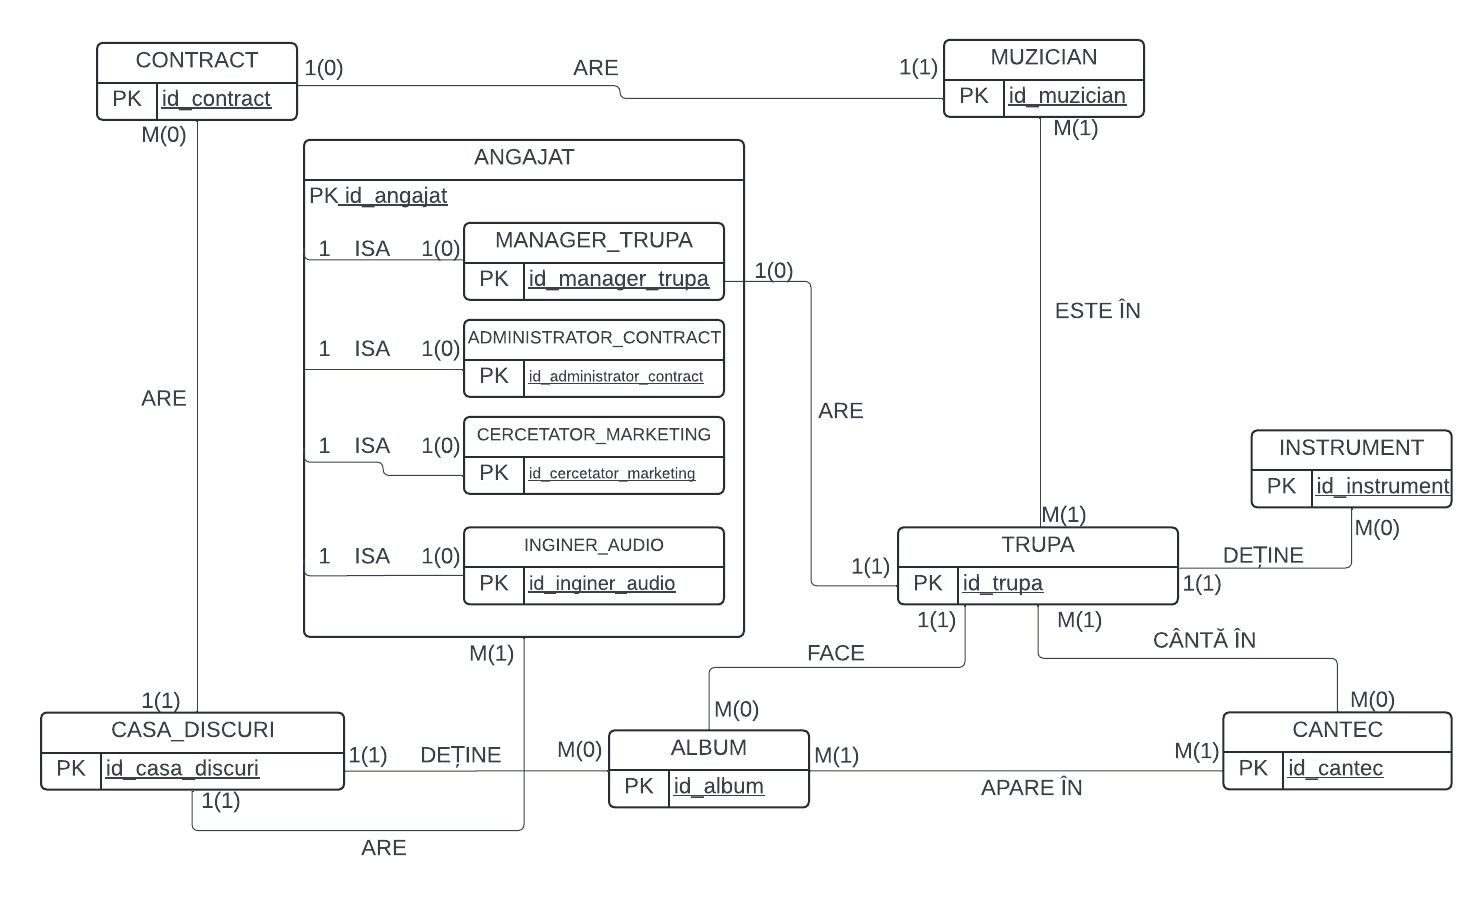 CONTRACT
PK id_contract
1(0)
ARE
1(1)
MUZICIAN
PK id_muzician
M(0)
M(1)
ANGAJAT
PK id_angajat
1 ISA 1(0)
MANAGER_TRUPA
PK id_manager_trupa
1(0)
1 ISA 1(0)
ADMINISTRATOR_CONTRACT
PK id_administrator_contract
1 ISA 1(0)
CERCETATOR_MARKETING
PK id_cercetator_marketing
1 ISA 1(0)
INGINER_AUDIO
PK id_inginer_audio
ESTE ÎN
ARE
ARE
INSTRUMENT
PK id_instrument
M(0)
M(1)
TRUPA
PK id_trupa
1(1)
DEȚINE
1(1)
1(1)
M(1)
FACE
CÂNTĂ ÎN
M(1)
1(1)
CASA_DISCURI
PK id_casa_discuri
1(1)
DEȚINE
M(0)
M(0)
ALBUM
PK id_album
M(1)
APARE ÎN
M(1)
M(0)
CANTEC
PK id_cantec
1(1)
ARE